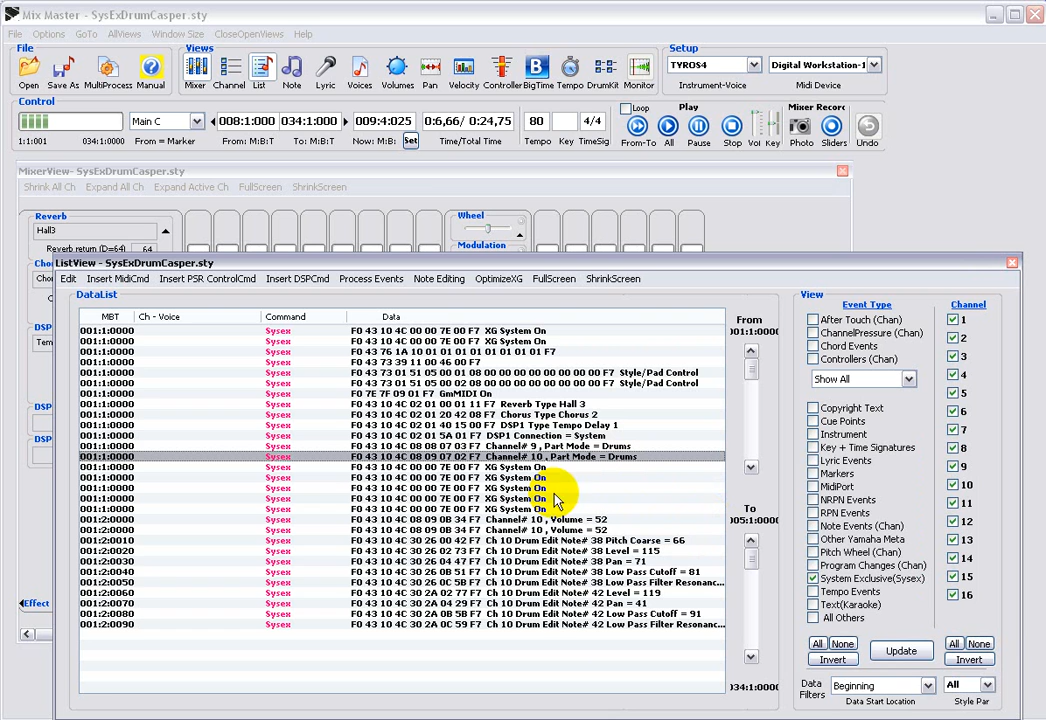 Mix Master - SysExDrumCasper.sty
File Options GoTo AllViews Window Size CloseOpenViews Help
File Views Setup
TYROS4 Digital Workstation-1
Open Save As MultiProcess Manual Mixer Channel List Note Lyric Voices Volumes Pan Velocity Controller BigTime Tempo DrumKit Monitor Instrument-Voice Midi Device
Control Loop Play Mixer Recorc
Main C 008:1:000 034:1:000 009:4:025 0:6,66/ 0:24,75 80 4/4
1:1:001 034:1:0000 From = Marker From: M:B:T To: M:B:T Now: M:B: Set Time/Total Time Tempo Key TimeSig From-To All Pause Stop Vol Key Photo Sliders Undo
MixerView- SysExDrumCasper.sty
Shrink All Ch Expand All Ch Expand Active Ch FullScreen ShrinkScreen
Reverb Wheel
Hall3
Reverb return (D=64) 64 Modulation
ListView - SysExDrumCasper.sty
Edit Insert MidiCmd Insert PSR ControlCmd Insert DSPCmd Process Events Note Editing OptimizeXG FullScreen ShrinkScreen
DataList
MBT Ch - Voice Command Data
001:1:0000 Sysex F0 43 10 4C 00 00 7E 00 F7 XG System On
001:1:0000 Sysex F0 43 10 4C 00 00 7E 00 F7 XG System On
001:1:0000 Sysex F0 43 76 1A 10 01 01 01 01 01 01 01 01 F7
001:1:0000 Sysex F0 43 73 39 11 00 46 00 F7
001:1:0000 Sysex F0 43 73 01 51 05 00 01 08 00 00 00 00 00 00 F7 Style/Pad Control
001:1:0000 Sysex F0 43 73 01 51 05 00 02 08 00 00 00 00 00 00 F7 Style/Pad Control
001:1:0000 Sysex F0 7E 7F 09 01 F7 GmMIDI On
001:1:0000 Sysex F0 43 10 4C 02 01 00 01 11 F7 Reverb Type Hall 3
001:1:0000 Sysex F0 43 10 4C 02 01 20 42 08 F7 Chorus Type Chorus 2
001:1:0000 Sysex F0 43 10 4C 02 01 40 15 00 F7 DSP1 Type Tempo Delay 1
001:1:0000 Sysex F0 43 10 4C 02 01 5A 01 F7 DSP1 Connection = System
001:1:0000 Sysex F0 43 10 4C 08 08 07 03 F7 Channel# 9 , Part Mode = Drums
001:1:0000 Sysex F0 43 10 4C 08 09 07 02 F7 Channel# 10 , Part Mode = Drums
001:1:0000 Sysex F0 43 10 4C 00 00 7E 00 F7 XG System On
001:1:0000 Sysex F0 43 10 4C 00 00 7E 00 F7 XG System On
001:1:0000 Sysex F0 43 10 4C 00 00 7E 00 F7 XG System On
001:1:0000 Sysex F0 43 10 4C 00 00 7E 00 F7 XG System On
001:2:0000 Sysex F0 43 10 4C 08 09 0B 34 F7 Channel# 10 , Volume = 52
001:2:0000 Sysex F0 43 10 4C 08 09 0B 34 F7 Channel# 10 , Volume = 52
001:2:0010 Sysex F0 43 10 4C 30 26 00 42 F7 Ch 10 Drum Edit Note# 38 Pitch Coarse = 66
001:2:0020 Sysex F0 43 10 4C 30 26 02 73 F7 Ch 10 Drum Edit Note# 38 Level = 115
001:2:0030 Sysex F0 43 10 4C 30 26 04 47 F7 Ch 10 Drum Edit Note# 38 Pan = 71
001:2:0040 Sysex F0 43 10 4C 30 26 0B 51 F7 Ch 10 Drum Edit Note# 38 Low Pass Cutoff = 81
001:2:0050 Sysex F0 43 10 4C 30 26 0C 5B F7 Ch 10 Drum Edit Note# 38 Low Pass Filter Resonanc...
001:2:0060 Sysex F0 43 10 4C 30 2A 02 77 F7 Ch 10 Drum Edit Note# 42 Level = 119
001:2:0070 Sysex F0 43 10 4C 30 2A 04 29 F7 Ch 10 Drum Edit Note# 42 Pan = 41
001:2:0080 Sysex F0 43 10 4C 30 2A 0B 5B F7 Ch 10 Drum Edit Note# 42 Low Pass Cutoff = 91
001:2:0090 Sysex F0 43 10 4C 30 2A 0C 59 F7 Ch 10 Drum Edit Note# 42 Low Pass Filter Resonanc...
From
001:1:0000
To
005:1:0000
034:1:0000
View
Event Type Channel
After Touch (Chan) 1
ChannelPressure (Chan) 2
Chord Events 3
Controllers (Chan) 4
Show All 5
Copyright Text 6
Cue Points 7
Instrument 8
Key + Time Signatures 9
Lyric Events 10
Markers 11
MidiPort 12
NRPN Events 13
RPN Events 14
Note Events (Chan) 15
Other Yamaha Meta 16
Pitch Wheel (Chan)
Program Changes (Chan)
System Exclusive(Sysex)
Tempo Events
Text(Karaoke)
All Others
All None Update All None
Invert Invert
Data Filters Beginning All
Data Start Location Style Par
Effect